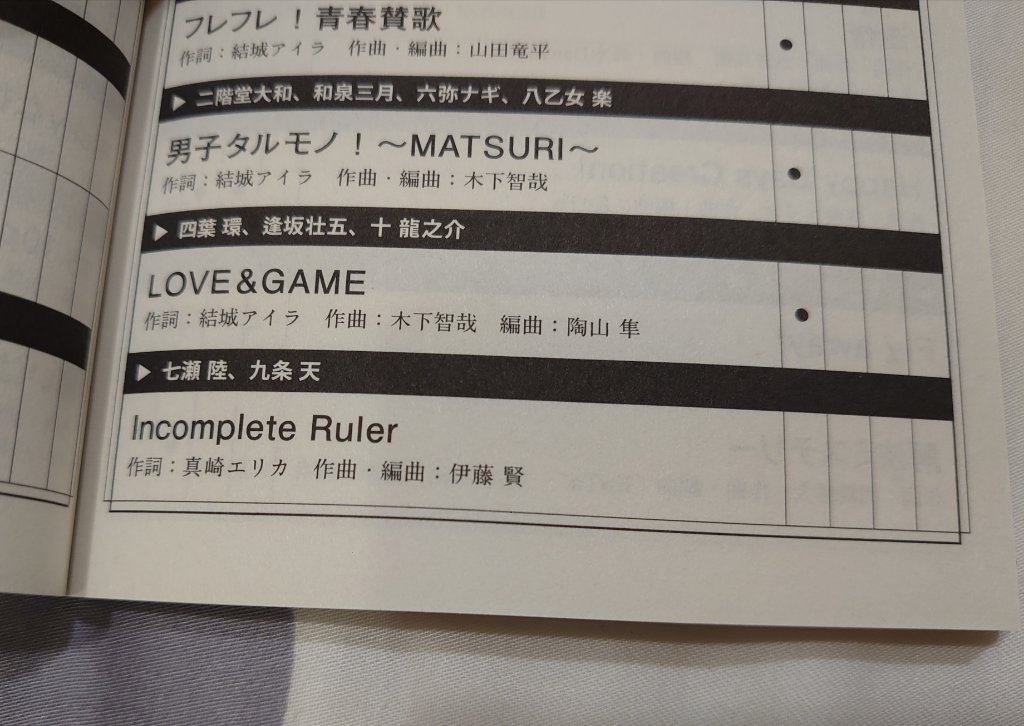 フレフレ！青春賛歌
作詞：結城アイラ 作曲・編曲：山田竜平
▶ 二階堂大和、和泉三月、六弥ナギ、八乙女 楽
男子タルモノ！〜MATSURI〜
作詞：結城アイラ 作曲・編曲：木下智哉
▶ 四葉 環、逢坂壮五、十 龍之介
LOVE&GAME
作詞：結城アイラ 作曲：木下智哉 編曲：陶山 隼
▶ 七瀬 陸、九条 天
Incomplete Ruler
作詞：真崎エリカ 作曲・編曲：伊藤 賢